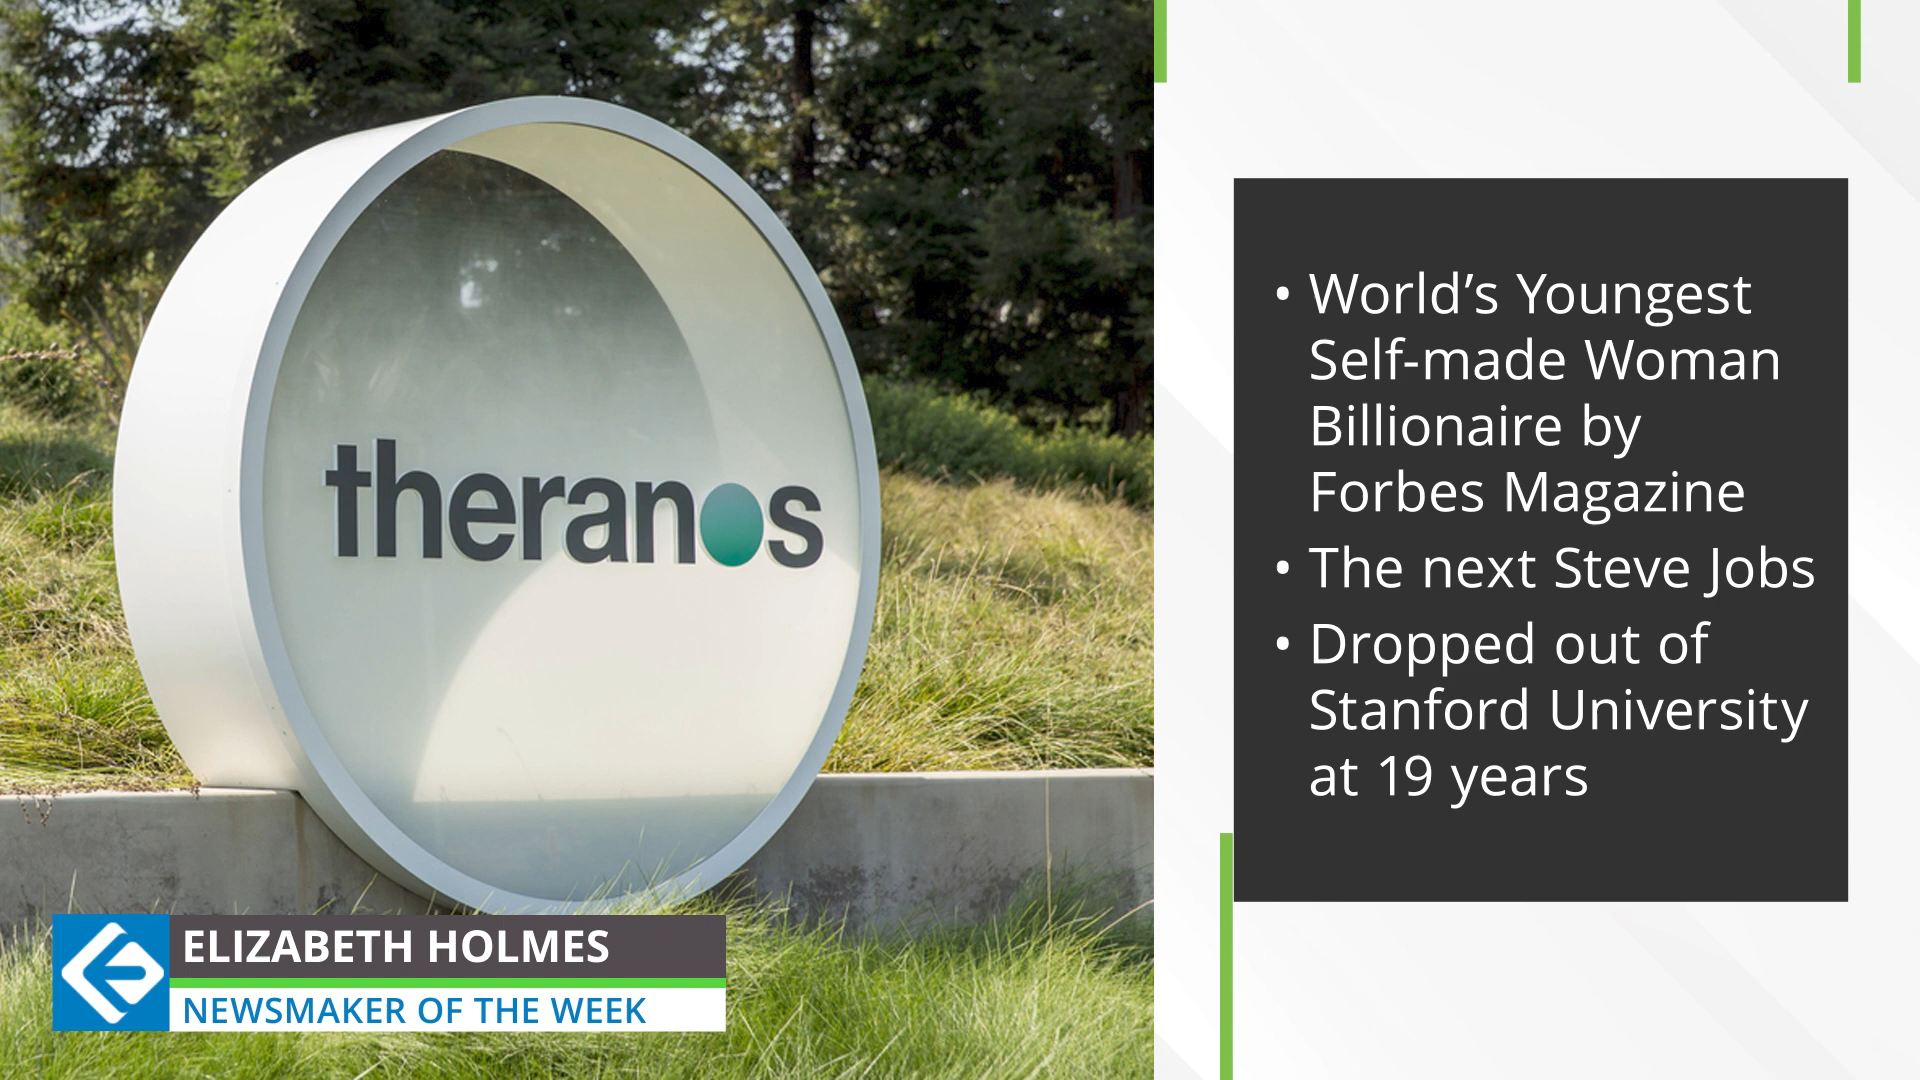 theranos
ELIZABETH HOLMES
NEWSMAKER OF THE WEEK
• World’s Youngest
Self-made Woman
Billionaire by
Forbes Magazine
• The next Steve Jobs
• Dropped out of
Stanford University
at 19 years